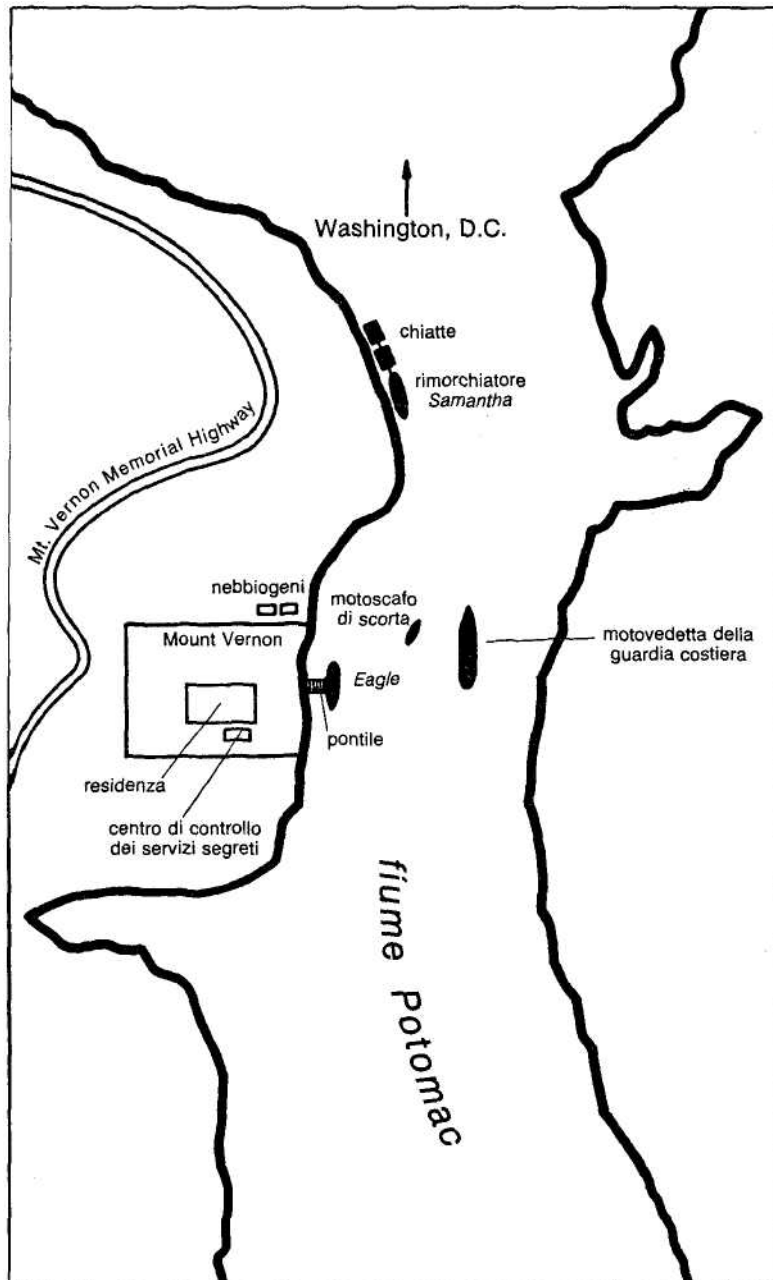 Washington, D.C.
chiatte
rimorchiatore
Samantha
Mt. Vernon Memorial Highway
nebbiogeni
motoscafo
di scorta
Mount Vernon
motovedetta della
guardia costiera
Eagle
pontile
residenza
centro di controllo
dei servizi segreti
fiume Potomac